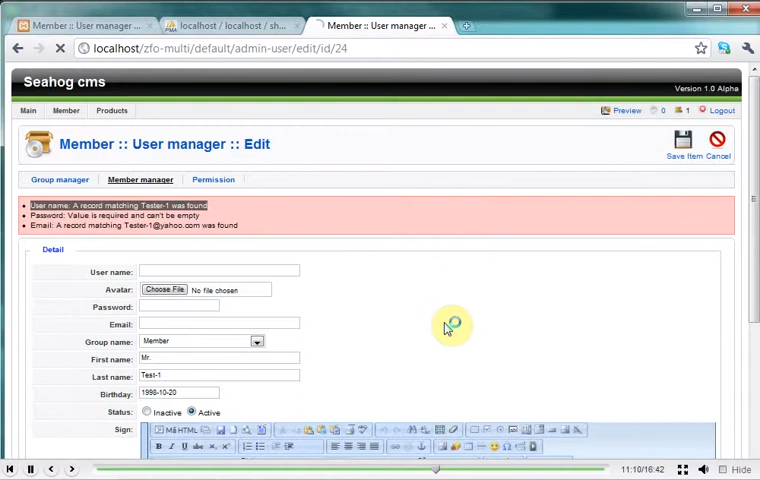 Member :: User manager ...
localhost / localhost / sh...
Member :: User manager ...
localhost/zfo-multi/default/admin-user/edit/id/24
Seahog cms
Version 1.0 Alpha
Main Member Products
Preview 0 1 Logout
Member :: User manager :: Edit
Save Item Cancel
Group manager Member manager Permission
User name: A record matching Tester-1 was found
Password: Value is required and can't be empty
Email: A record matching Tester-1@yahoo.com was found
Detail
User name:
Avatar: Choose File No file chosen
Password:
Email:
Group name: Member
First name: Mr.
Last name: Test-1
Birthday: 1998-10-20
Status: Inactive Active
Sign: Mã HTML
B I U
11:10/16:42 Hide